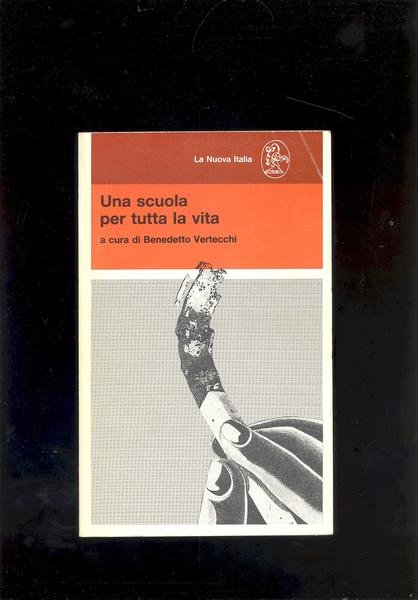 La Nuova Italia
Una scuola
per tutta la vita
a cura di Benedetto Vertecchi